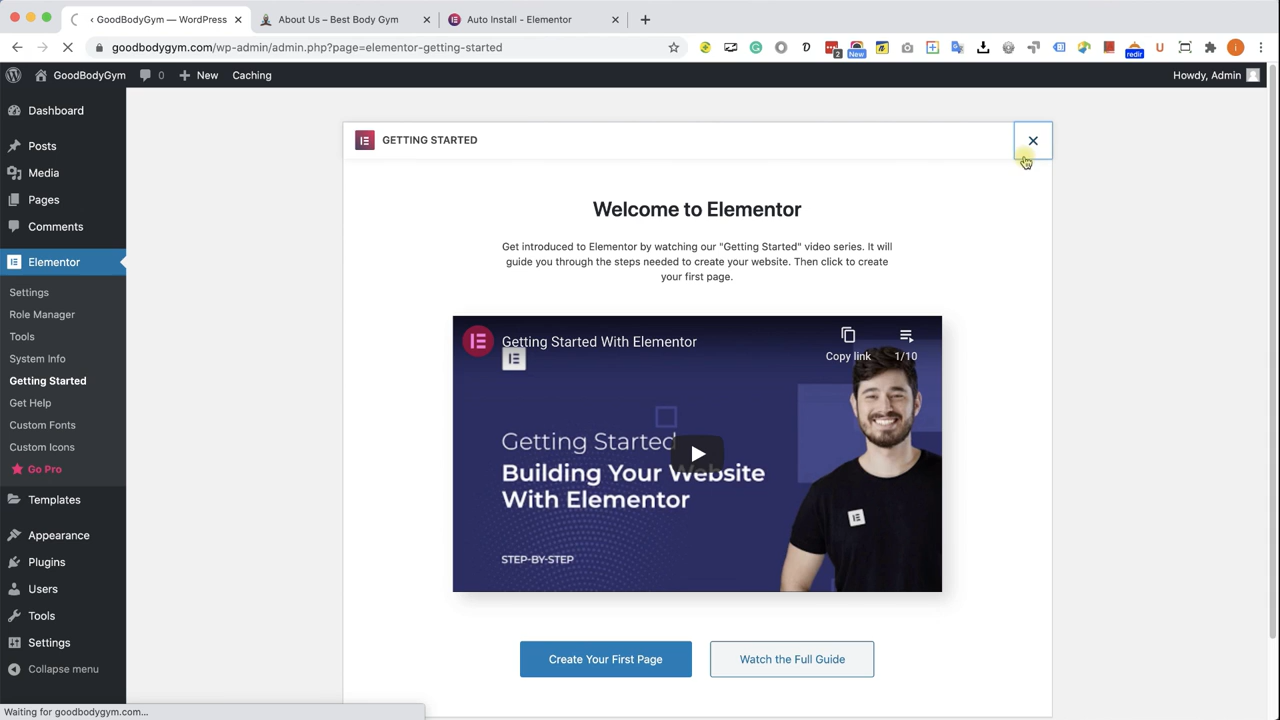 ‹ GoodBodyGym — WordPress
About Us – Best Body Gym
Auto Install - Elementor
goodbodygym.com/wp-admin/admin.php?page=elementor-getting-started
2
New
redir
GoodBodyGym
0
New
Caching
Howdy, Admin
Dashboard
Posts
Media
Pages
Comments
Elementor
Settings
Role Manager
Tools
System Info
Getting Started
Get Help
Custom Fonts
Custom Icons
Go Pro
Templates
Appearance
Plugins
Users
Tools
Settings
Collapse menu
GETTING STARTED
Welcome to Elementor
Get introduced to Elementor by watching our "Getting Started" video series. It will
guide you through the steps needed to create your website. Then click to create
your first page.
Getting Started With Elementor
Copy link
1/10
Getting Started
Building Your Website
With Elementor
STEP-BY-STEP
Create Your First Page
Watch the Full Guide
Waiting for goodbodygym.com...